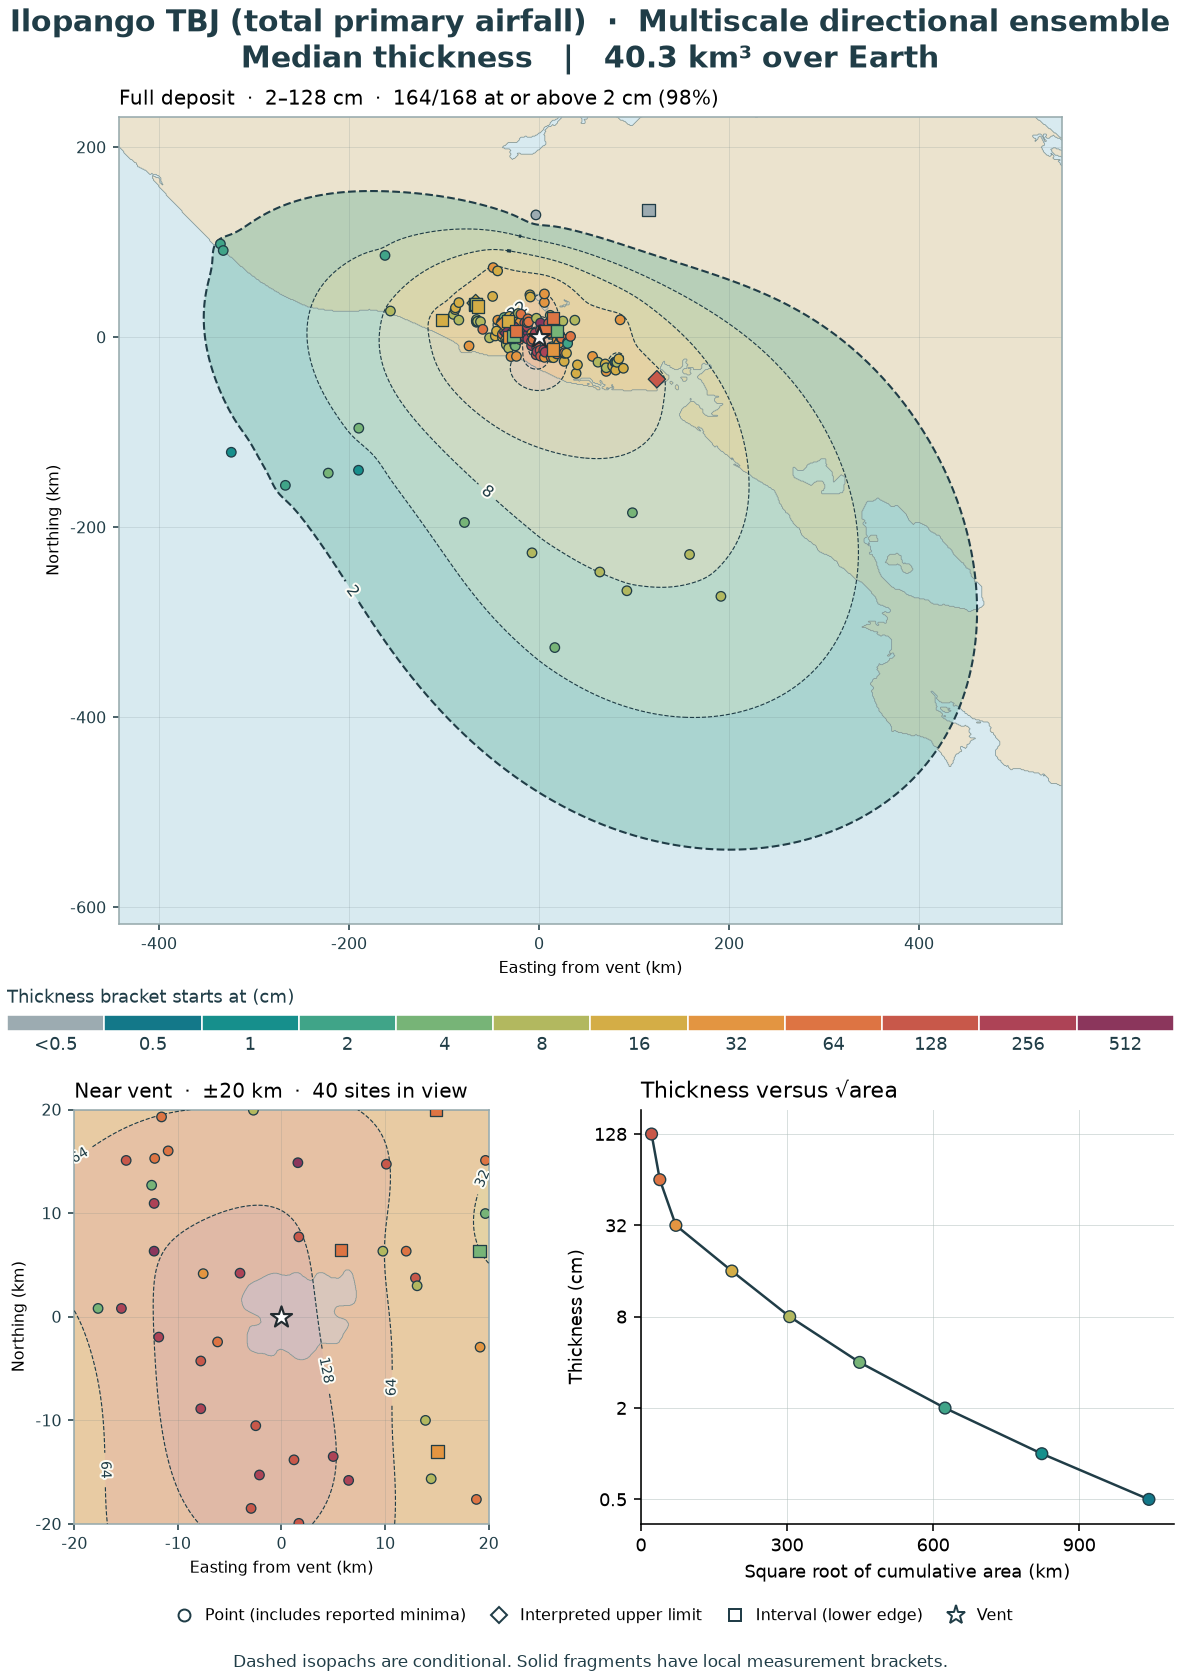 Ilopango TBJ (total primary airfall)  ·  Multiscale directional ensemble
Median thickness   |   40.3 km³ over Earth
Full deposit  ·  2–128 cm  ·  164/168 at or above 2 cm (98%)
200
0
-200
-400
-600
Northing (km)
8
2
-400
-200
0
200
400
Easting from vent (km)
Thickness bracket starts at (cm)
<0.5
0.5
1
2
4
8
16
32
64
128
256
512
Near vent  ·  ±20 km  ·  40 sites in view
20
10
0
-10
-20
Northing (km)
64
32
128
64
64
-20
-10
0
10
20
Easting from vent (km)
Thickness versus √area
128
32
8
2
0.5
Thickness (cm)
0
300
600
900
Square root of cumulative area (km)
Point (includes reported minima)
Interpreted upper limit
Interval (lower edge)
Vent
Dashed isopachs are conditional. Solid fragments have local measurement brackets.